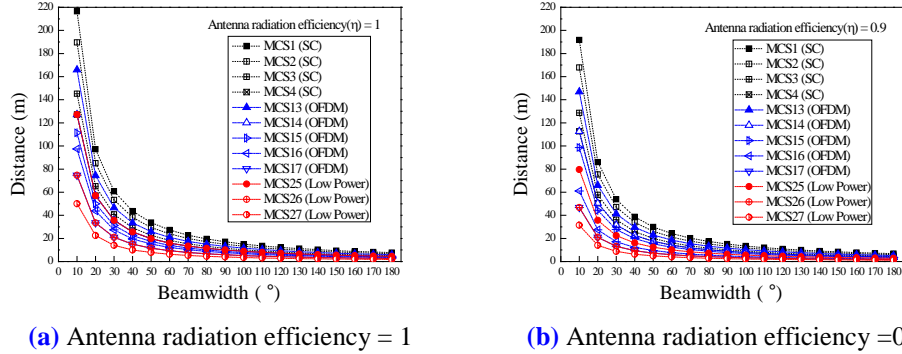 Antenna radiation efficiency(η) = 1
MCS1 (SC)
MCS2 (SC)
MCS3 (SC)
MCS4 (SC)
MCS13 (OFDM)
MCS14 (OFDM)
MCS15 (OFDM)
MCS16 (OFDM)
MCS17 (OFDM)
MCS25 (Low Power)
MCS26 (Low Power)
MCS27 (Low Power)
Distance (m)
220
200
180
160
140
120
100
80
60
40
20
0
0 10 20 30 40 50 60 70 80 90 100 110 120 130 140 150 160 170 180
Beamwidth ( °)
(a) Antenna radiation efficiency = 1
Antenna radiation efficiency(η) = 0.9
MCS1 (SC)
MCS2 (SC)
MCS3 (SC)
MCS4 (SC)
MCS13 (OFDM)
MCS14 (OFDM)
MCS15 (OFDM)
MCS16 (OFDM)
MCS17 (OFDM)
MCS25 (Low Power)
MCS26 (Low Power)
MCS27 (Low Power)
Distance (m)
220
200
180
160
140
120
100
80
60
40
20
0
0 10 20 30 40 50 60 70 80 90 100 110 120 130 140 150 160 170 180
Beamwidth ( °)
(b) Antenna radiation efficiency =0